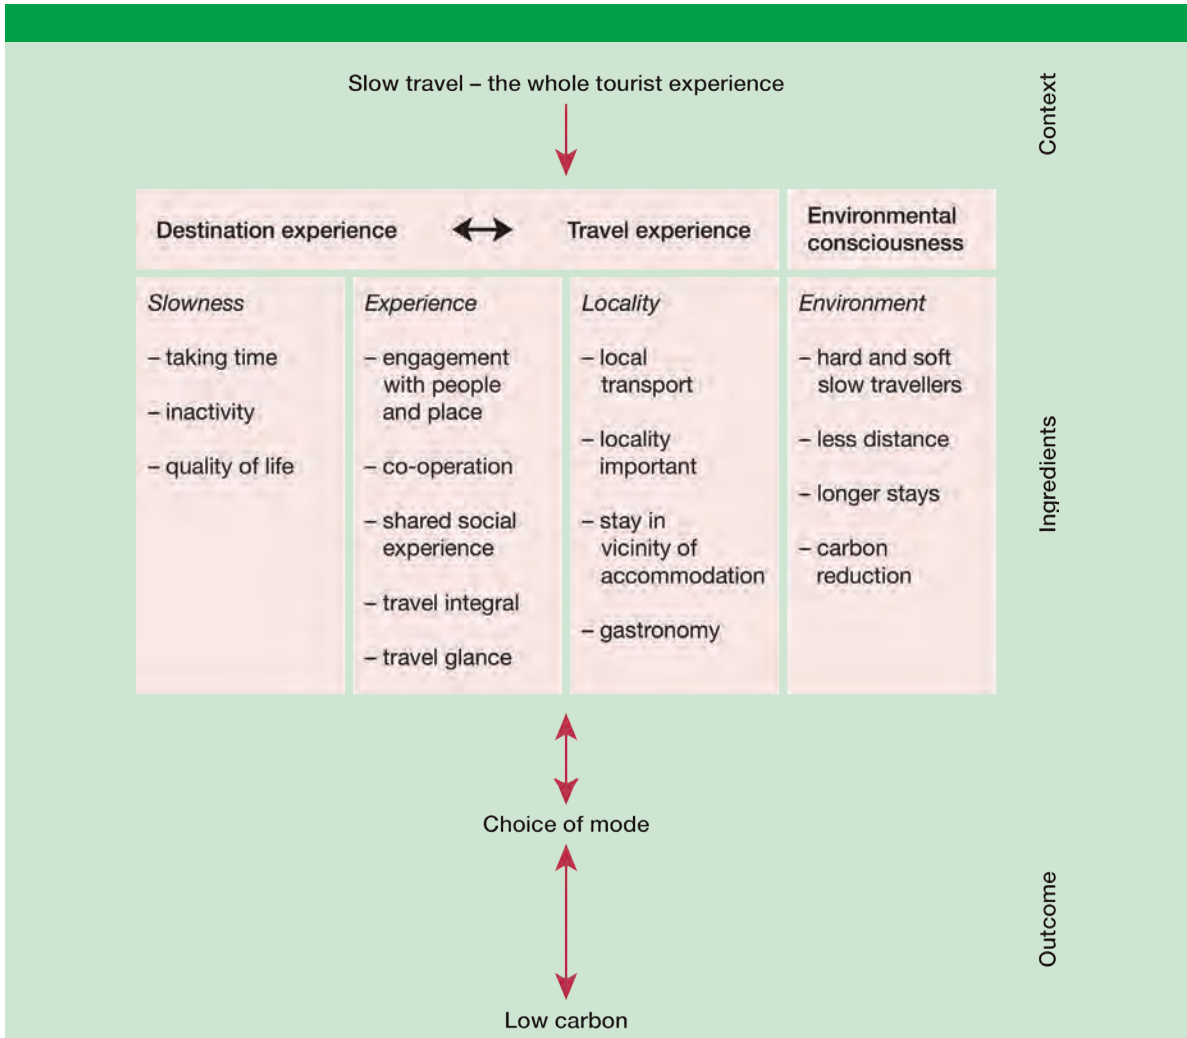 Slow travel – the whole tourist experience
Context
Destination experience
Travel experience
Environmental
consciousness
Slowness
– taking time
– inactivity
– quality of life
Experience
– engagement
with people
and place
– co-operation
– shared social
experience
– travel integral
– travel glance
Locality
– local
transport
– locality
important
– stay in
vicinity of
accommodation
– gastronomy
Environment
– hard and soft
slow travellers
– less distance
– longer stays
– carbon
reduction
Ingredients
Choice of mode
Outcome
Low carbon